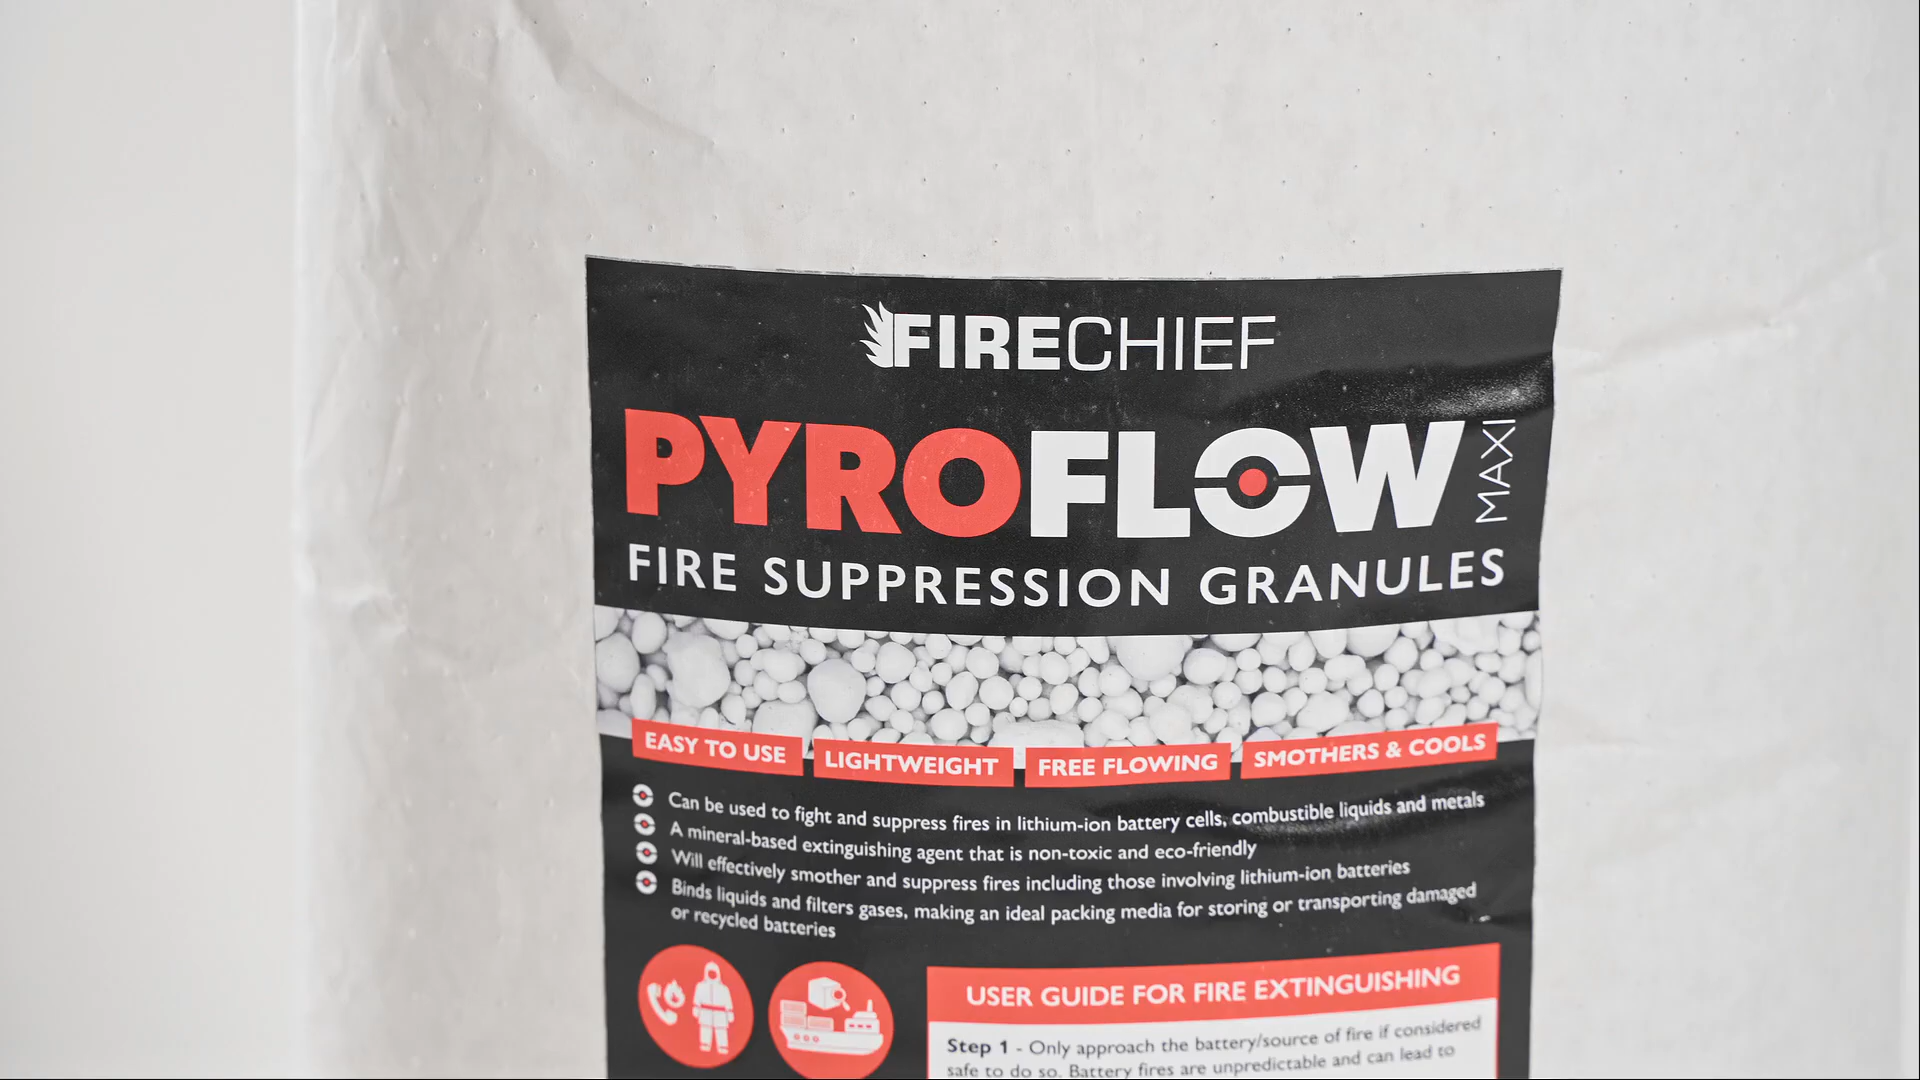 FIRECHIEF
PYROFLOW MAXI
FIRE SUPPRESSION GRANULES
EASY TO USE LIGHTWEIGHT FREE FLOWING SMOTHERS & COOLS
Can be used to fight and suppress fires in lithium-ion battery cells, combustible liquids and metals
A mineral-based extinguishing agent that is non-toxic and eco-friendly
Will effectively smother and suppress fires including those involving lithium-ion batteries
Binds liquids and filters gases, making an ideal packing media for storing or transporting damaged
or recycled batteries
USER GUIDE FOR FIRE EXTINGUISHING
Step 1 - Only approach the battery/source of fire if considered
safe to do so. Battery fires are unpredictable and can lead to